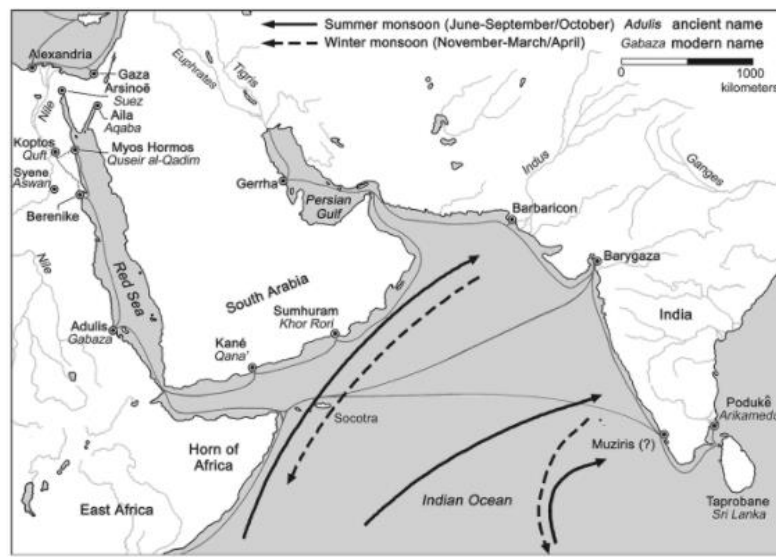 Summer monsoon (June-September/October)
Winter monsoon (November-March/April)
Adulis ancient name
Gabaza modern name
0 1000
kilometers
Alexandria
Gaza
Arsinoë
Suez
Aila
Aqaba
Nile
Koptos
Quft
Myos Hormos
Quseir al-Qadim
Syene
Aswan
Berenike
Nile
Red Sea
Adulis
Gabaza
Euphrates
Tigris
Gerrha
Persian
Gulf
South Arabia
Sumhuram
Khor Rori
Kané
Qana'
Socotra
Horn of
Africa
East Africa
Indus
Ganges
Barbaricon
Barygaza
India
Podukê
Arikamedu
Muziris (?)
Taprobane
Sri Lanka
Indian Ocean